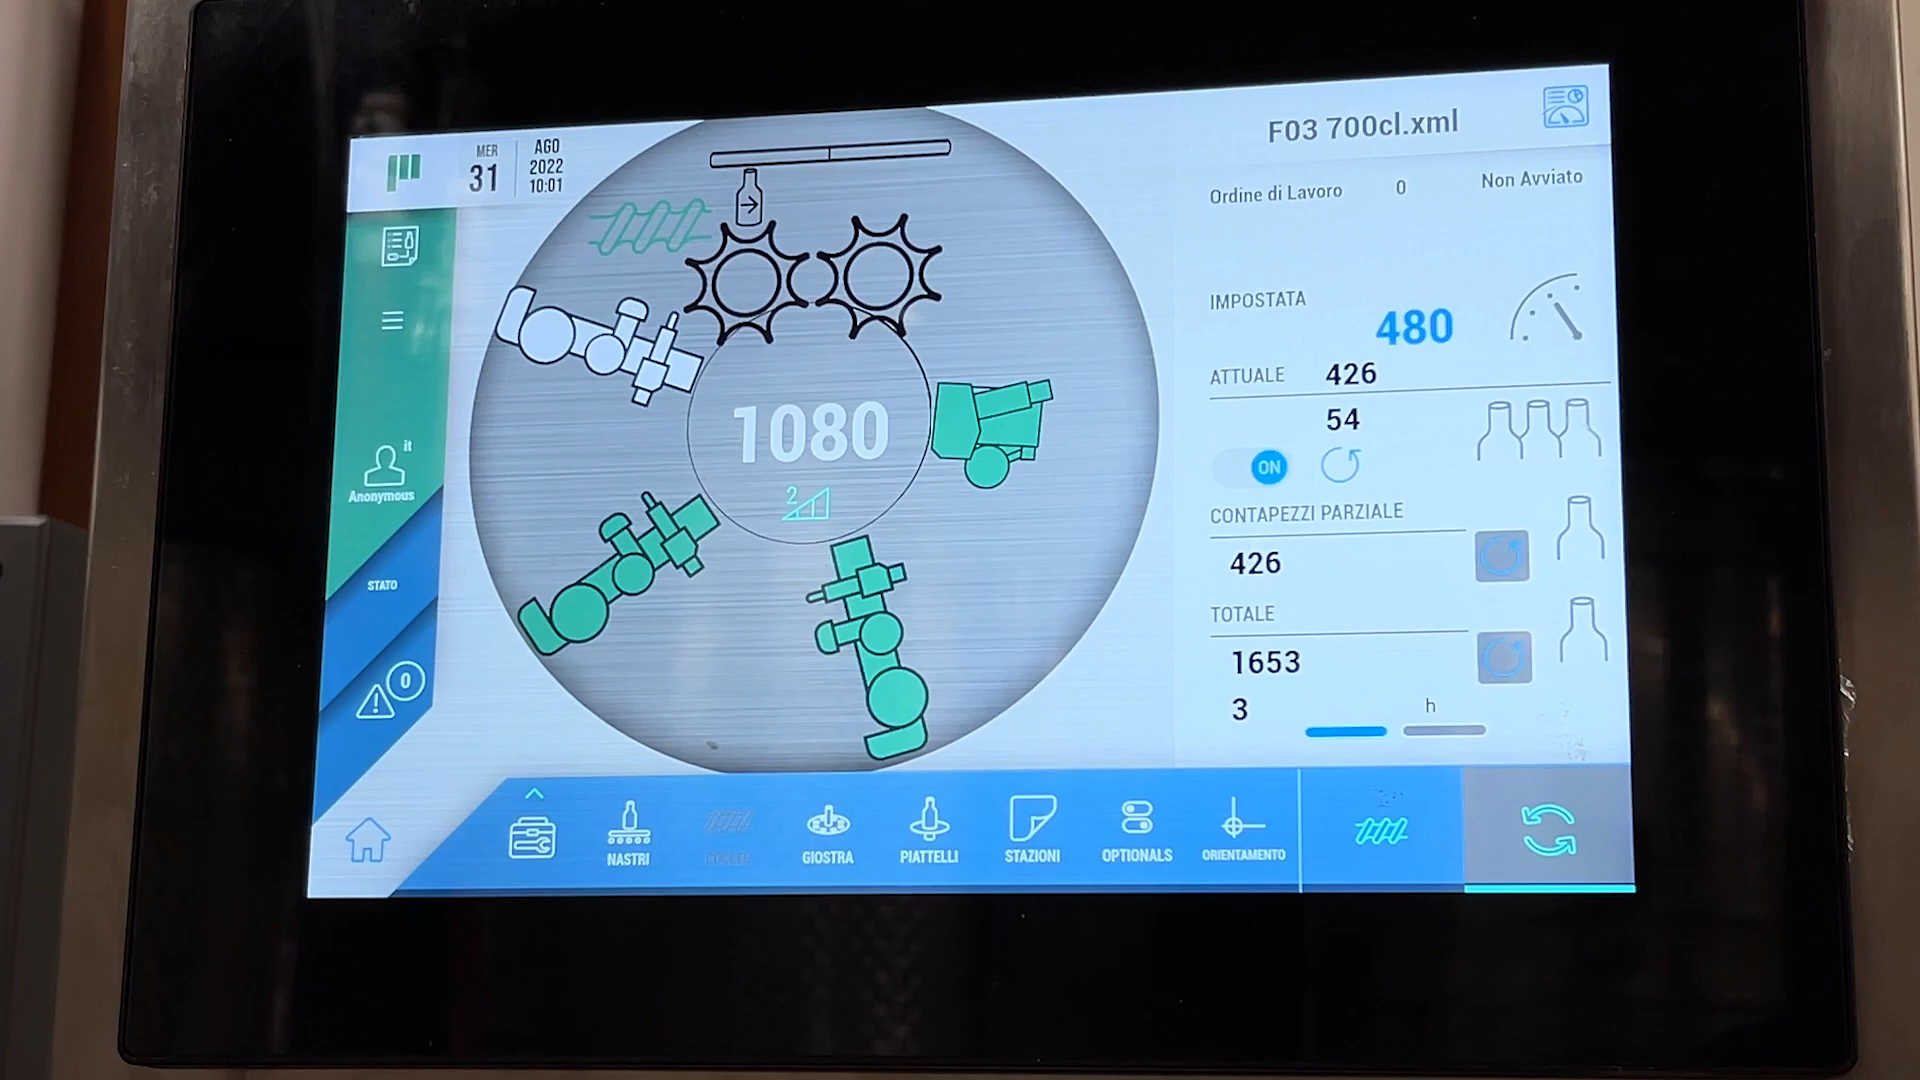 MER
31
AGO
2022
10:01
F03 700cl.xml
Ordine di Lavoro 0 Non Avviato
IMPOSTATA
480
ATTUALE 426
54
ON
CONTAPEZZI PARZIALE
426
TOTALE
1653
3 h
1080
2
it
Anonymous
STATO
0
NASTRI
GIOSTRA
PIATTELLI
STAZIONI
OPTIONALS
ORIENTAMENTO